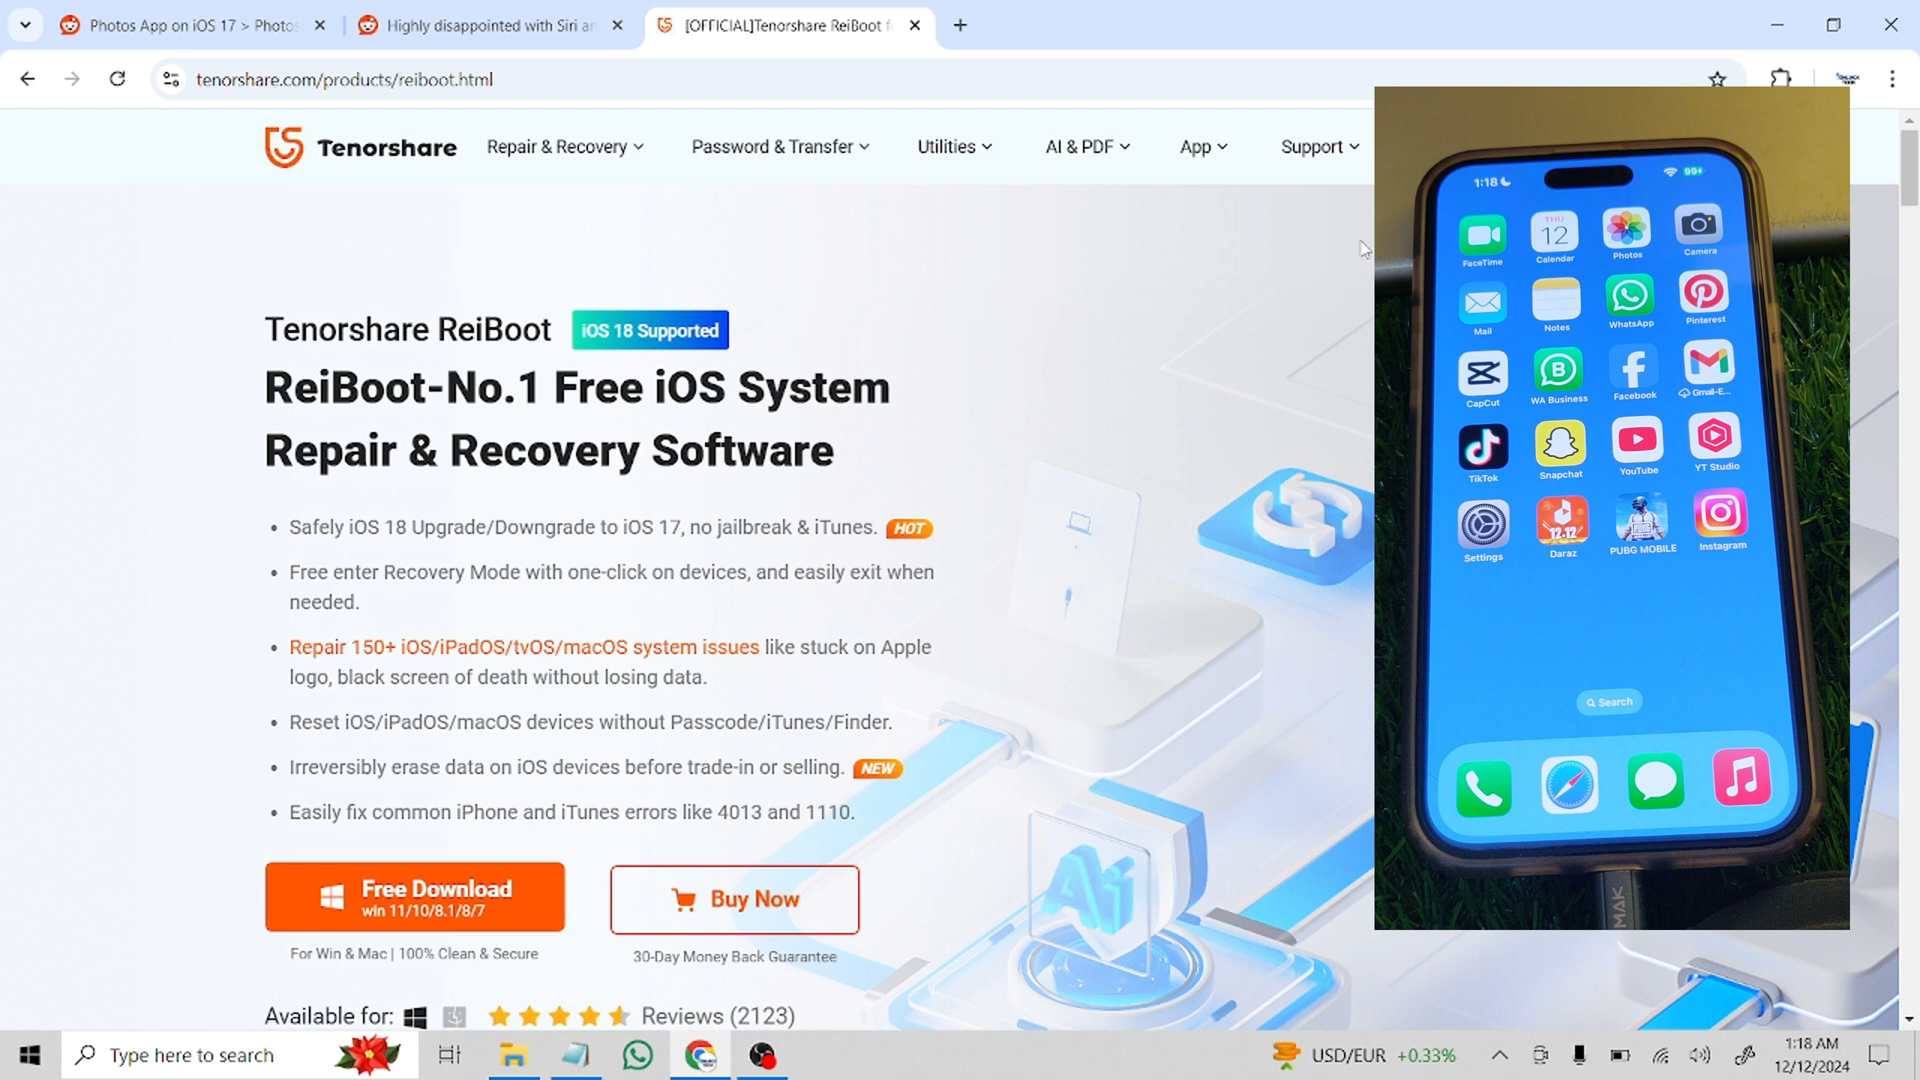 Photos App on iOS 17 > Photos
Highly disappointed with Siri an
[OFFICIAL]Tenorshare ReiBoot f
tenorshare.com/products/reiboot.html
Tenorshare
Repair & Recovery
Password & Transfer
Utilities
AI & PDF
App
Support
Tenorshare ReiBoot
iOS 18 Supported
ReiBoot-No.1 Free iOS System
Repair & Recovery Software
• Safely iOS 18 Upgrade/Downgrade to iOS 17, no jailbreak & iTunes. HOT
• Free enter Recovery Mode with one-click on devices, and easily exit when
needed.
• Repair 150+ iOS/iPadOS/tvOS/macOS system issues like stuck on Apple
logo, black screen of death without losing data.
• Reset iOS/iPadOS/macOS devices without Passcode/iTunes/Finder.
• Irreversibly erase data on iOS devices before trade-in or selling. NEW
• Easily fix common iPhone and iTunes errors like 4013 and 1110.
Free Download
win 11/10/8.1/8/7
Buy Now
For Win & Mac | 100% Clean & Secure
30-Day Money Back Guarantee
Available for:
Reviews (2123)
Ai
1:18
99+
THU
12
FaceTime
Calendar
Photos
Camera
Mail
Notes
WhatsApp
Pinterest
CapCut
WA Business
Facebook
Gmail-E...
TikTok
Snapchat
YouTube
YT Studio
Settings
12.12
Daraz
PUBG MOBILE
Instagram
Search
MAK
Type here to search
USD/EUR +0.33%
1:18 AM
12/12/2024